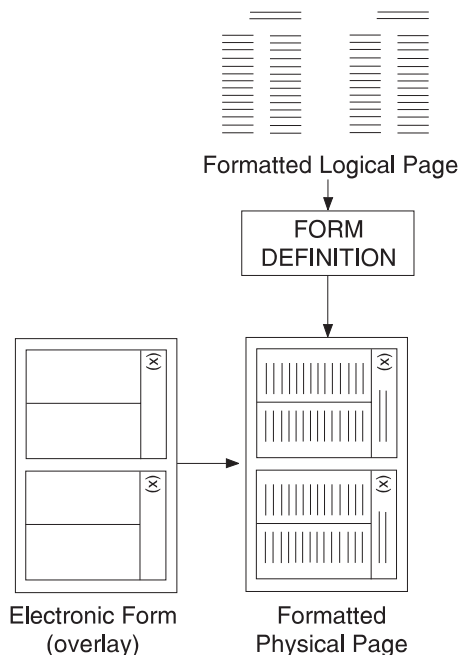 Formatted Logical Page
FORM
DEFINITION
(x)
(x)
(x)
(x)
Electronic Form
(overlay)
Formatted
Physical Page